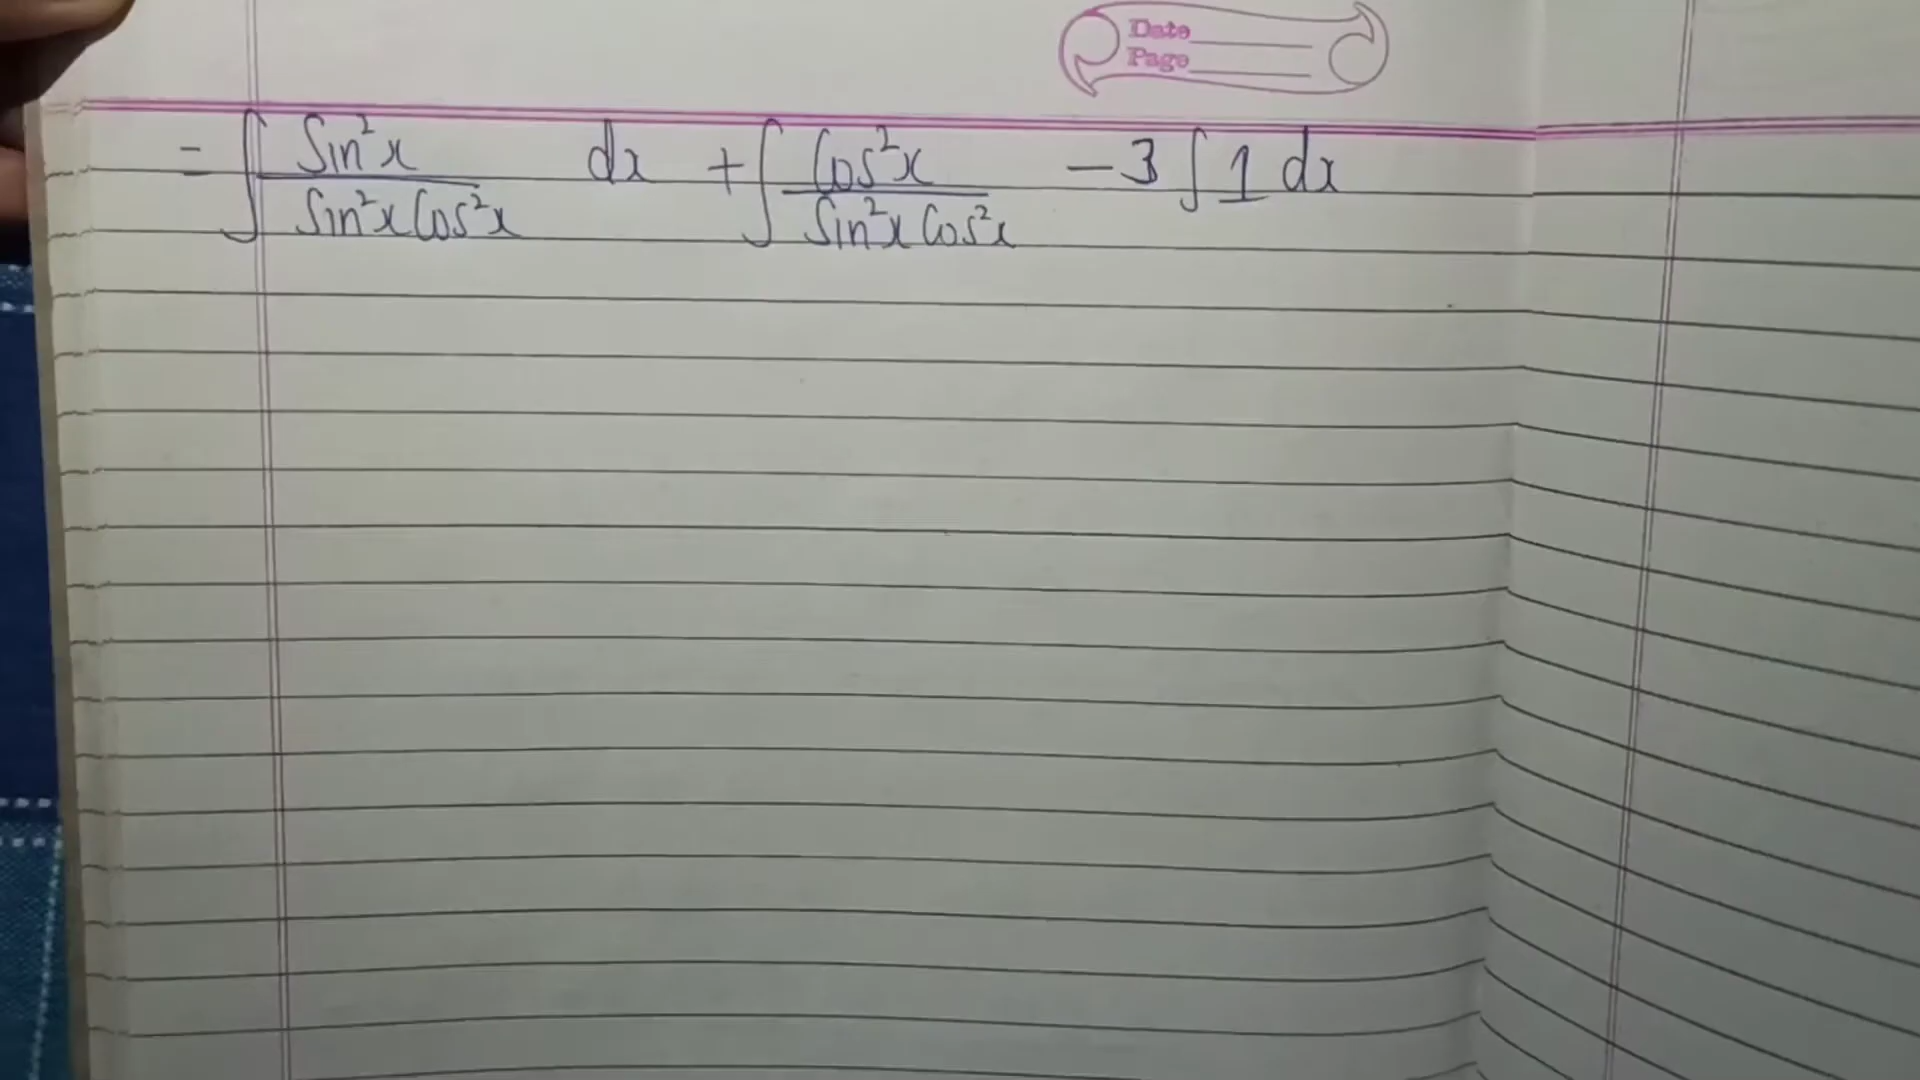 Date
Page
= ∫ Sin²x / Sin²x Cos²x dx + ∫ Cos²x / Sin²x Cos²x - 3 ∫ 1 dx